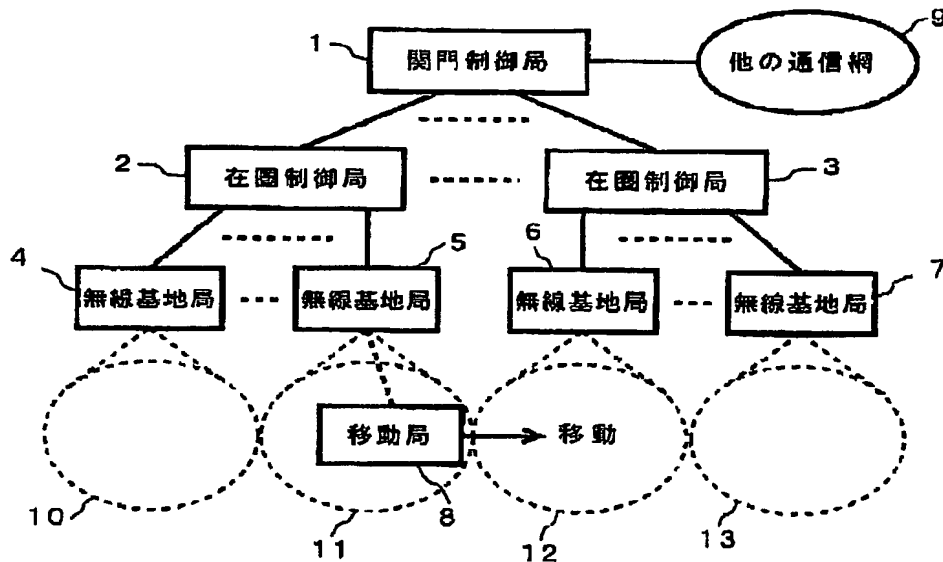 1
関門制御局
9
他の通信網
2
在圏制御局
在圏制御局
3
4
無線基地局
5
無線基地局
6
無線基地局
7
無線基地局
移動局
移動
8
10
11
12
13